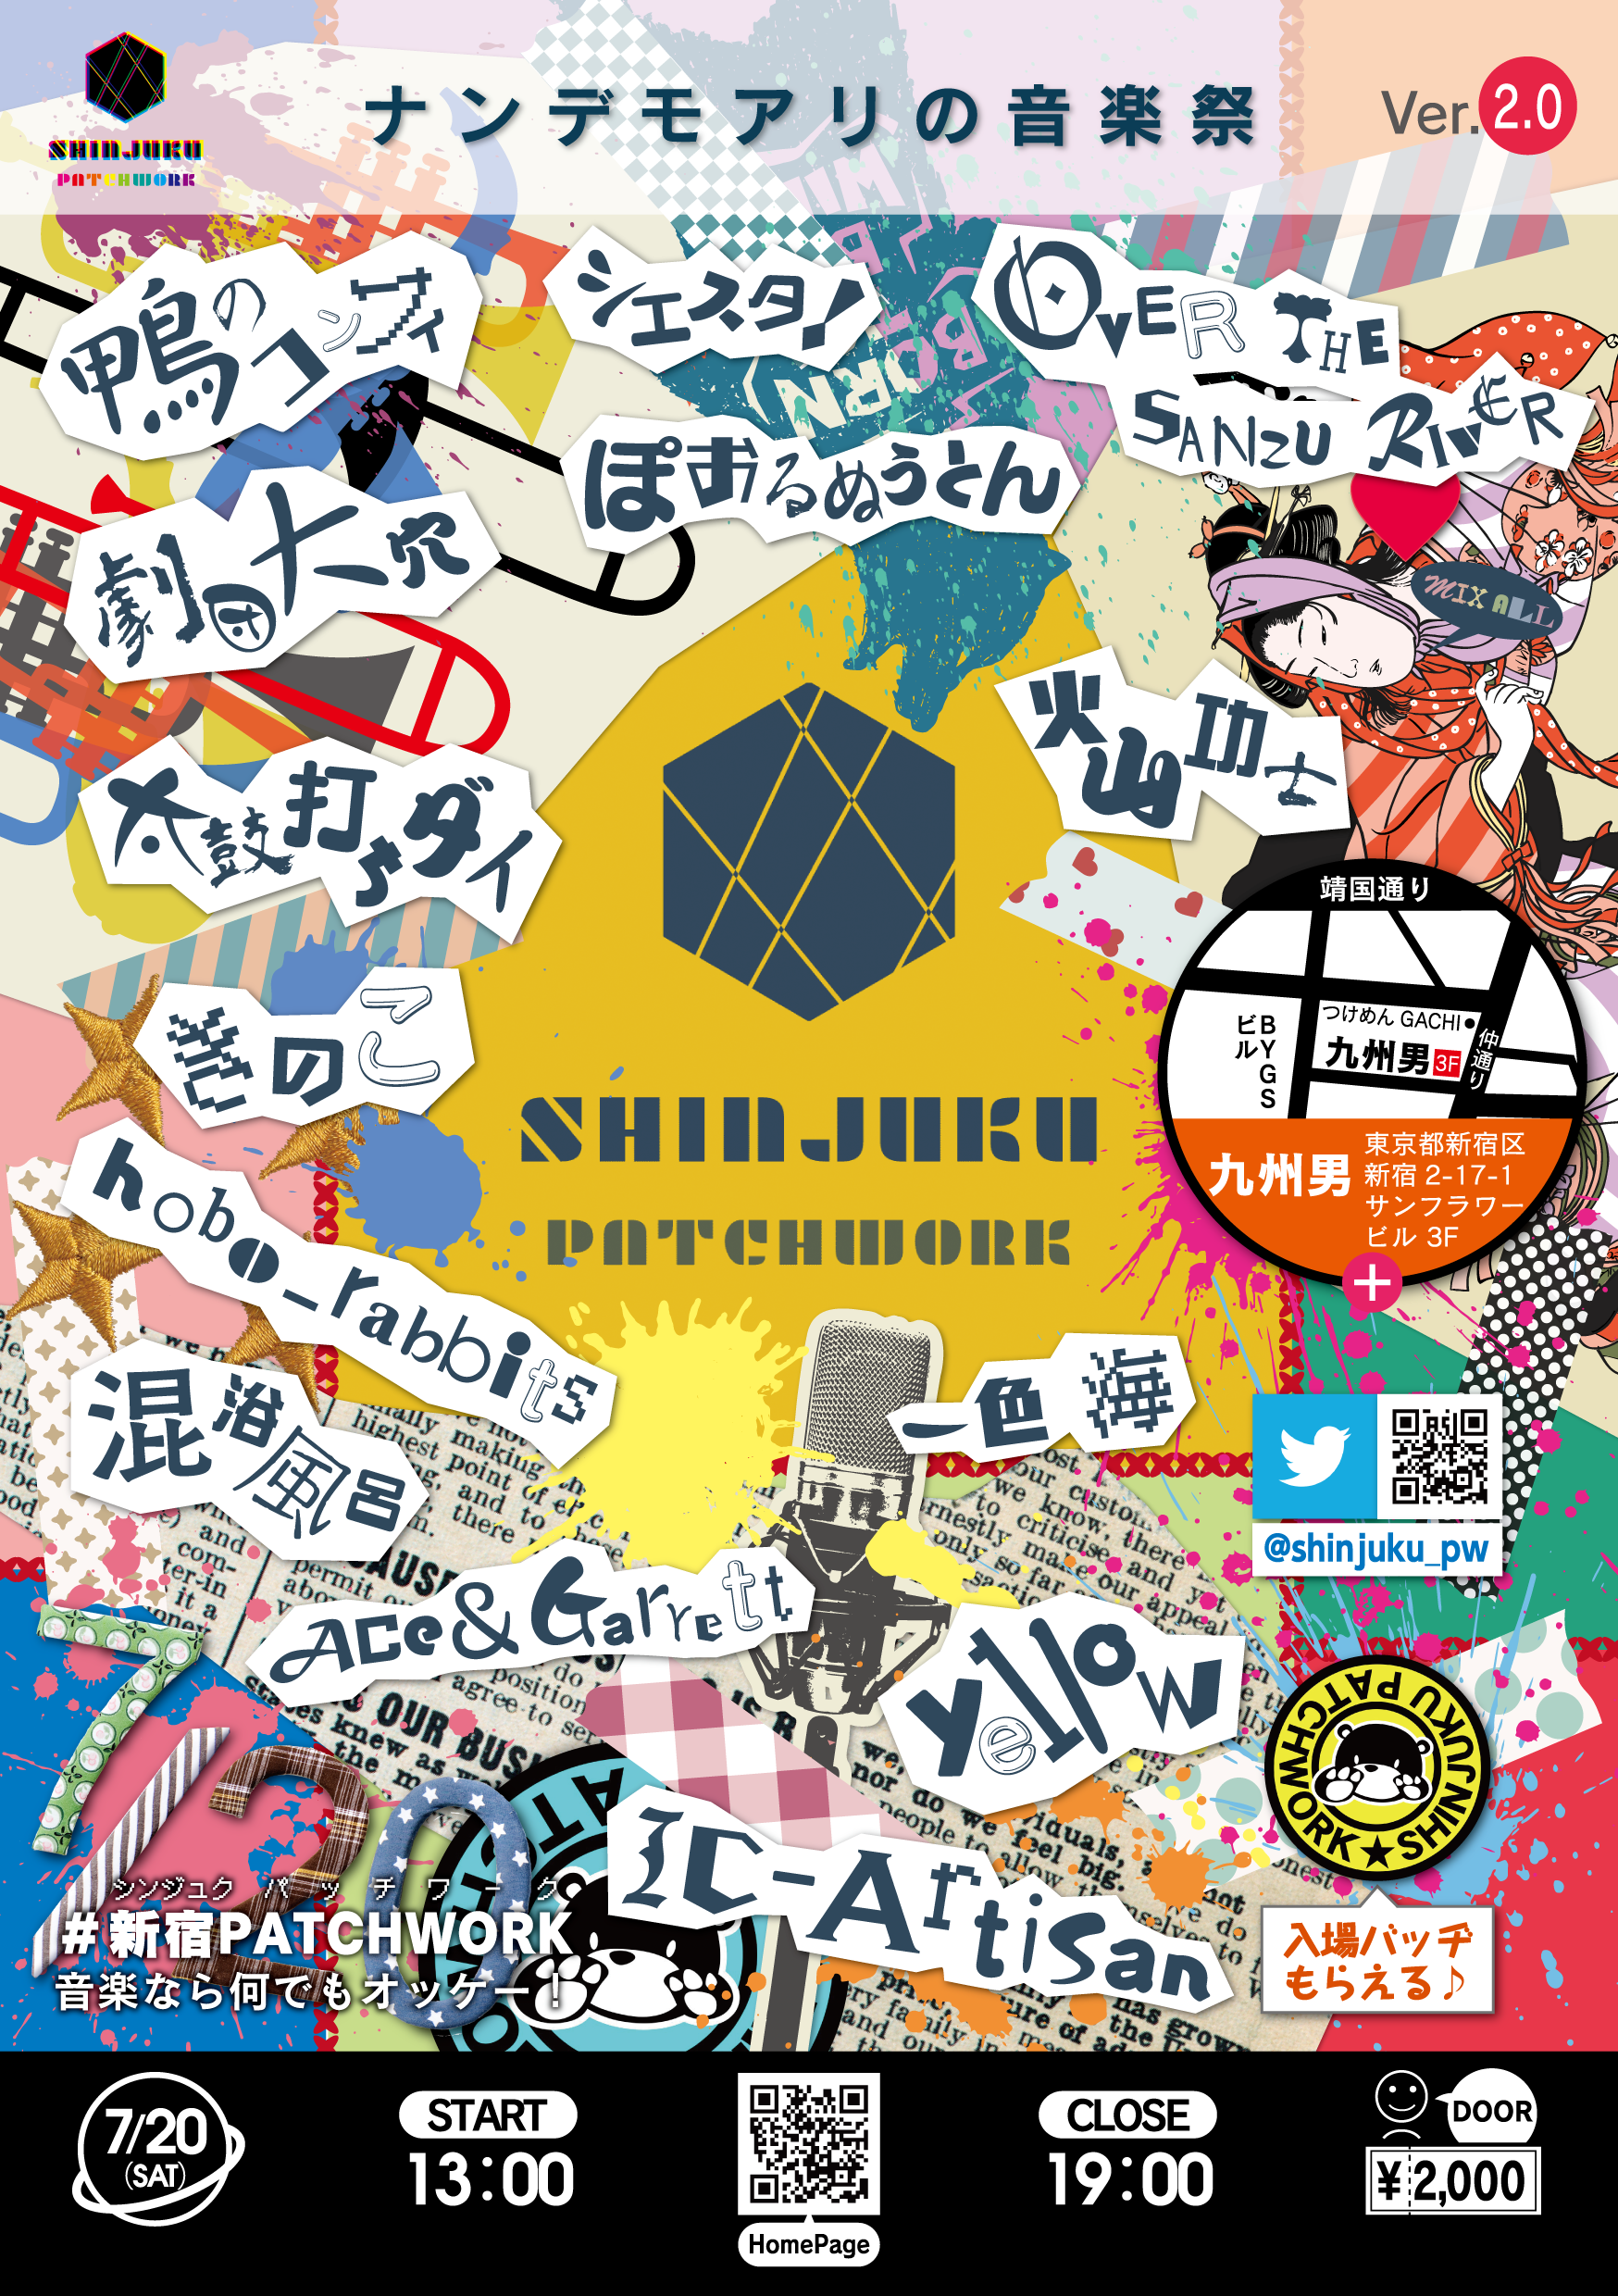 SHINJUKU
PATCHWORK
ナンデモアリの音楽祭
Ver.2.0
鴨のコンフィ
シエスタ!
OVER THE
SANZU RIVER
ぽおるぬうとん
劇団大穴
MIX ALL
火山功士
太鼓打ちダイ
きのこ
SHINJUKU
PATCHWORK
靖国通り
BYGS
ビル
つけめん GACHI
九州男 3F
仲通り
九州男
東京都新宿区
新宿 2-17-1
サンフラワー
ビル 3F
+
hobo_rabbits
混浴風呂
一色海
@shinjuku_pw
Ace&Garrett
yellow
IC-Artisan
SHINJUKU PATCHWORK★
入場バッヂ
もらえる♪
7/20
シンジュク パッチワーク
#新宿PATCHWORK
音楽なら何でもオッケー!
7/20
(SAT)
START
13:00
HomePage
CLOSE
19:00
DOOR
¥2,000